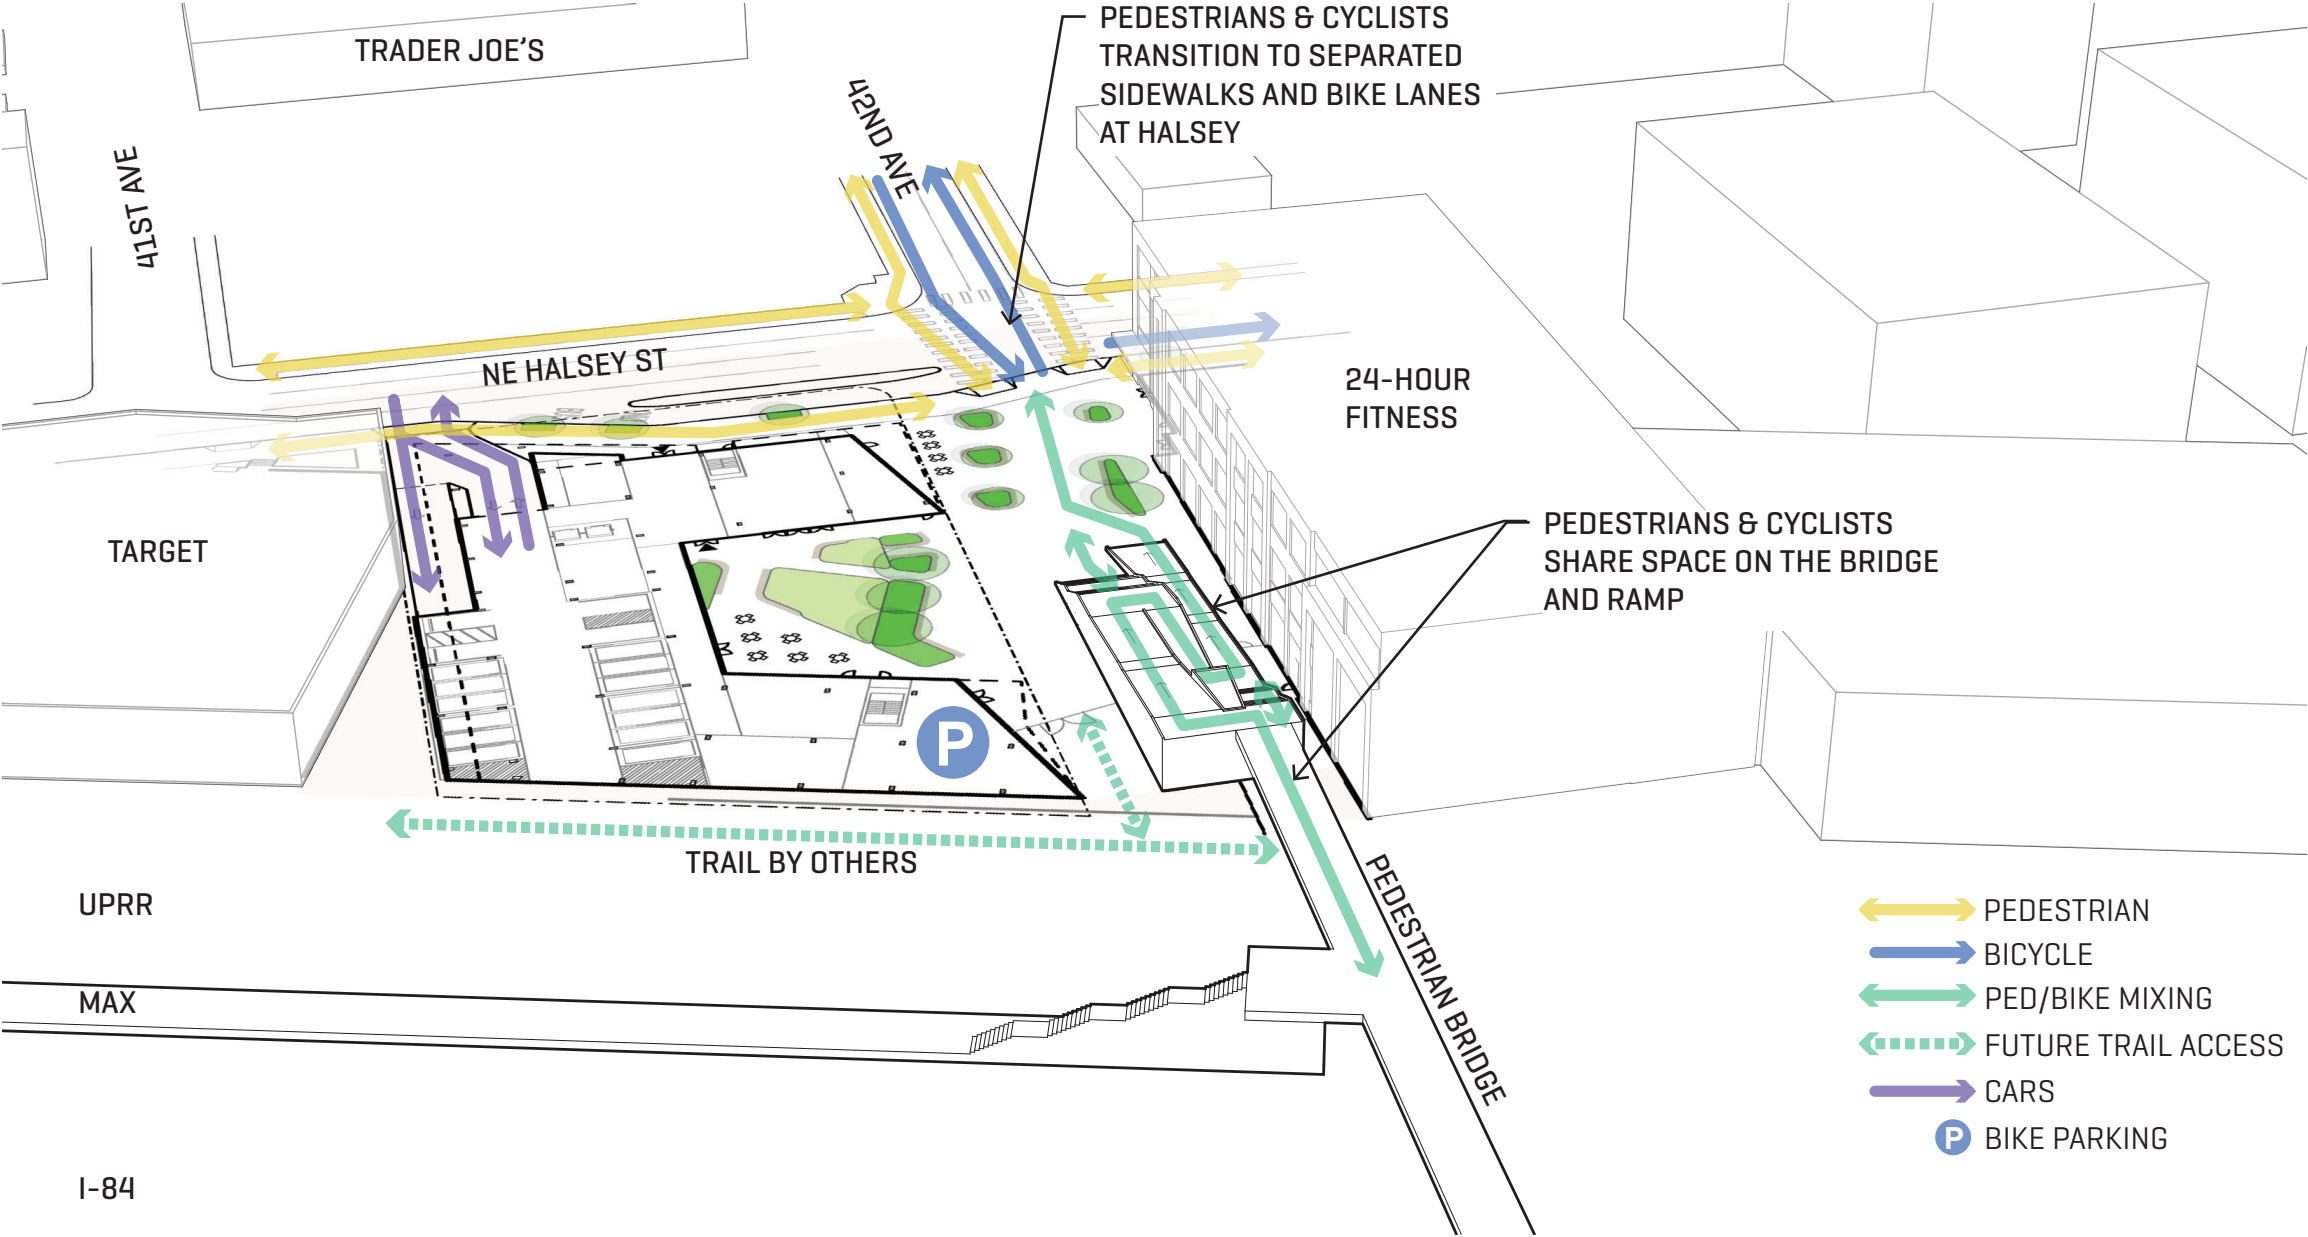 PEDESTRIANS & CYCLISTS
TRANSITION TO SEPARATED
SIDEWALKS AND BIKE LANES
AT HALSEY
TRADER JOE'S
42ND AVE
41ST AVE
NE HALSEY ST
24-HOUR
FITNESS
TARGET
PEDESTRIANS & CYCLISTS
SHARE SPACE ON THE BRIDGE
AND RAMP
P
TRAIL BY OTHERS
UPRR
PEDESTRIAN BRIDGE
MAX
I-84
PEDESTRIAN
BICYCLE
PED/BIKE MIXING
FUTURE TRAIL ACCESS
CARS
P BIKE PARKING